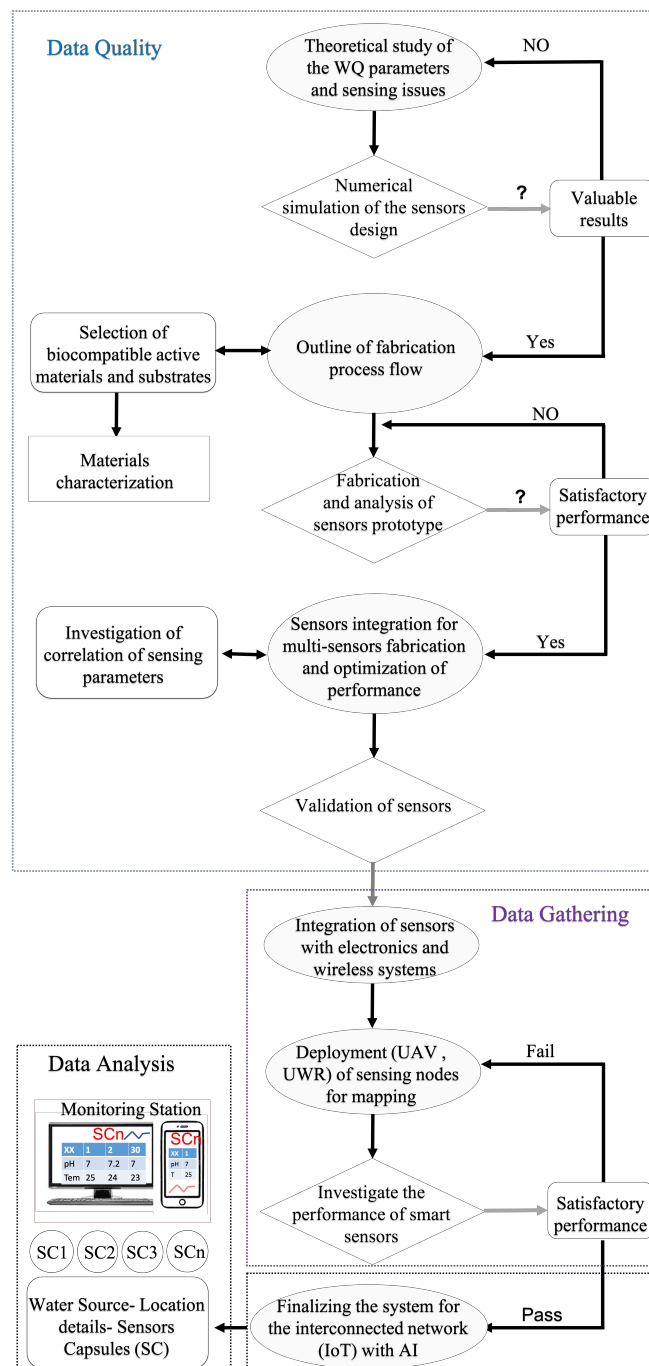 Data Quality
Theoretical study of
the WQ parameters
and sensing issues
NO
Numerical
simulation of the sensors
design
?
Valuable
results
Yes
Selection of
biocompatible active
materials and substrates
Outline of fabrication
process flow
NO
Materials
characterization
Fabrication
and analysis of
sensors prototype
?
Satisfactory
performance
Investigation of
correlation of sensing
parameters
Sensors integration for
multi-sensors fabrication
and optimization of
performance
Yes
Validation of sensors
Data Gathering
Integration of sensors
with electronics and
wireless systems
Deployment (UAV ,
UWR) of sensing nodes
for mapping
Fail
Investigate the
performance of smart
sensors
Satisfactory
performance
Pass
Finalizing the system for
the interconnected network
(IoT) with AI
Data Analysis
Monitoring Station
SCn
XX 1 2 30
pH 7 7.2 7
Tem 25 24 23
SCn
XX 1
pH 7
T 25
SC1 SC2 SC3 SCn
Water Source- Location
details- Sensors
Capsules (SC)